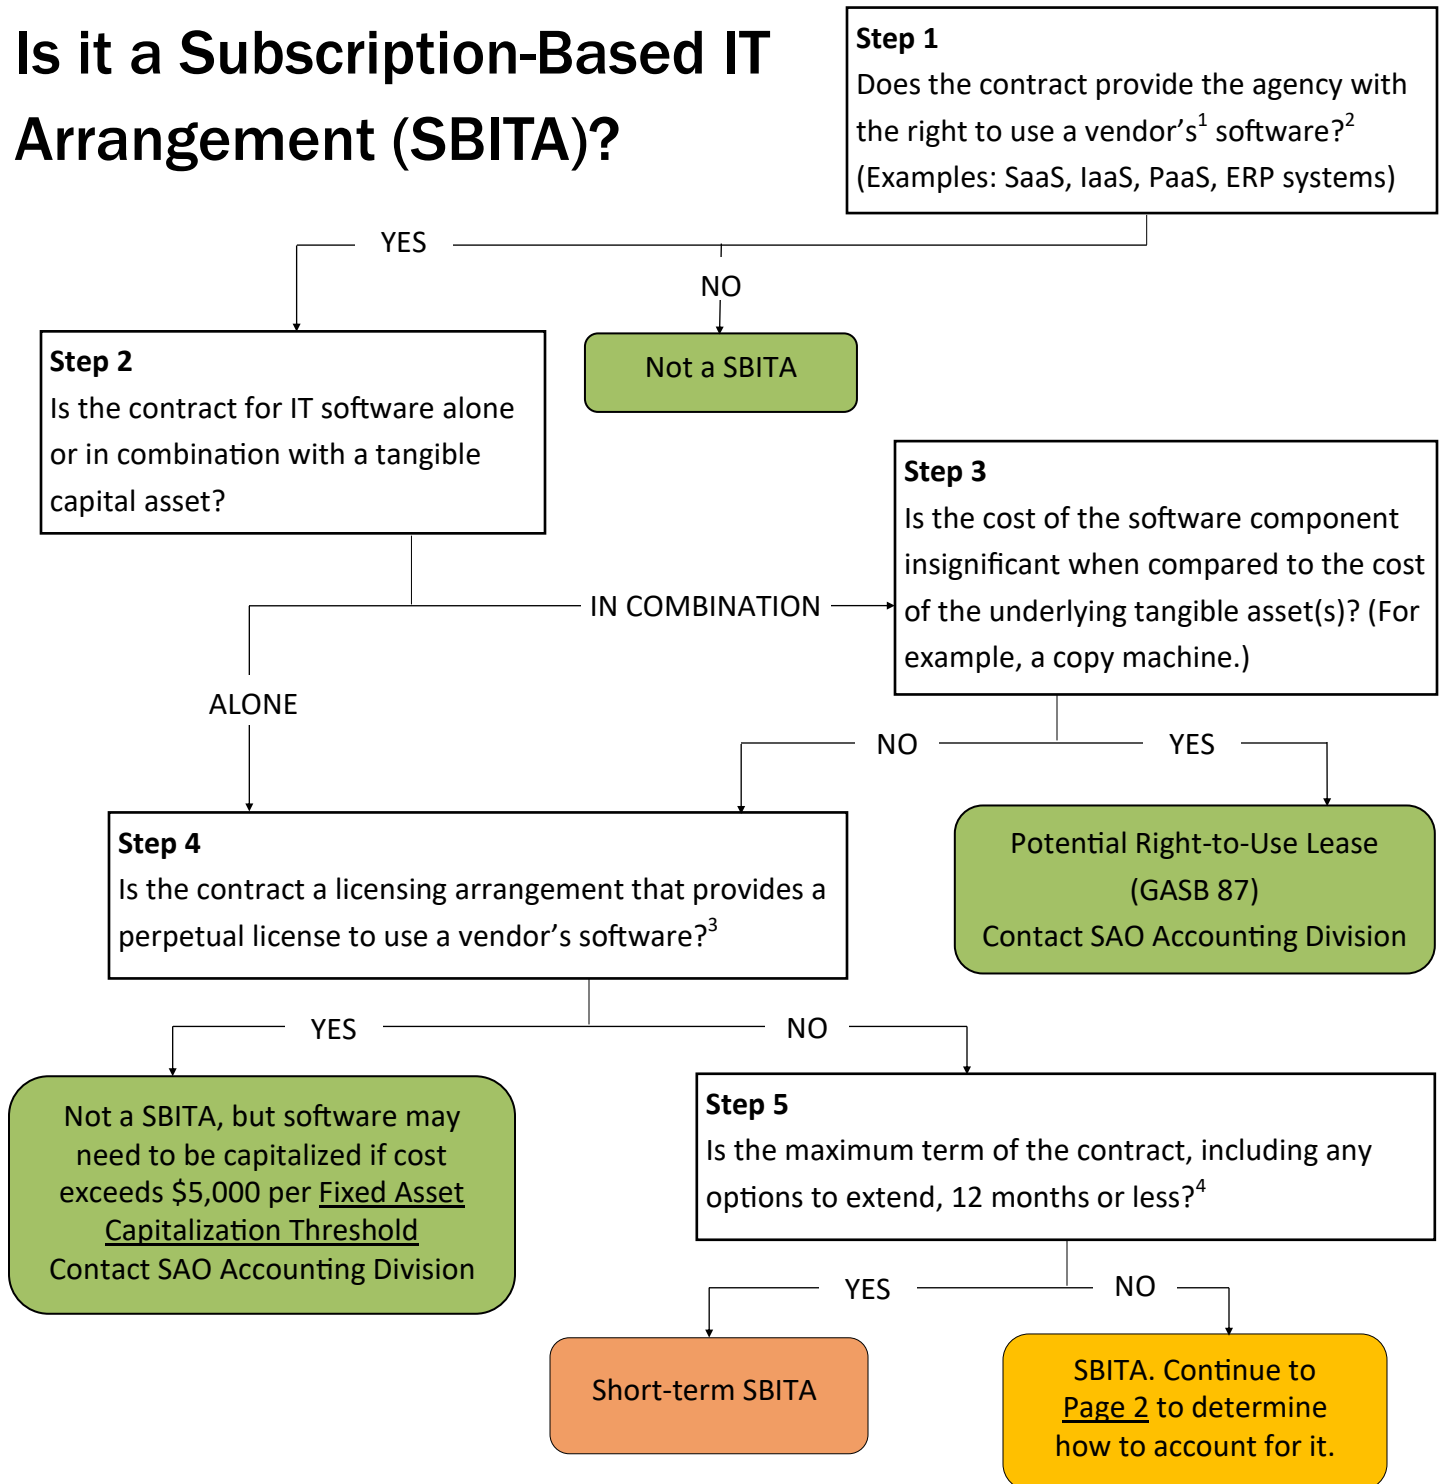 Is it a Subscription-Based IT
Arrangement (SBITA)?
Step 1
Does the contract provide the agency with
the right to use a vendor’s1 software?2
(Examples: SaaS, IaaS, PaaS, ERP systems)
YES
NO
Not a SBITA
Step 2
Is the contract for IT software alone
or in combination with a tangible
capital asset?
Step 3
Is the cost of the software component
insignificant when compared to the cost
of the underlying tangible asset(s)? (For
example, a copy machine.)
IN COMBINATION
ALONE
NO
YES
Step 4
Is the contract a licensing arrangement that provides a
perpetual license to use a vendor’s software?3
Potential Right-to-Use Lease
(GASB 87)
Contact SAO Accounting Division
YES
NO
Not a SBITA, but software may
need to be capitalized if cost
exceeds $5,000 per Fixed Asset
Capitalization Threshold
Contact SAO Accounting Division
Step 5
Is the maximum term of the contract, including any
options to extend, 12 months or less?4
YES
NO
Short-term SBITA
SBITA. Continue to
Page 2 to determine
how to account for it.